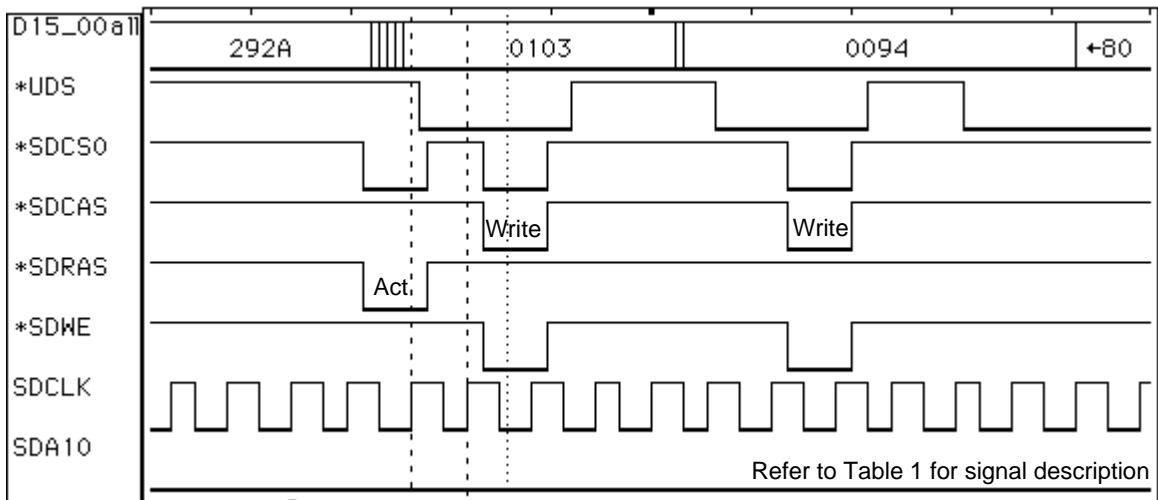 D15_00all 292A 0103 0094 ←80
*UDS
*SDCS0
*SDCAS Write Write
*SDRAS Act
*SDWE
SDCLK
SDA10
Refer to Table 1 for signal description